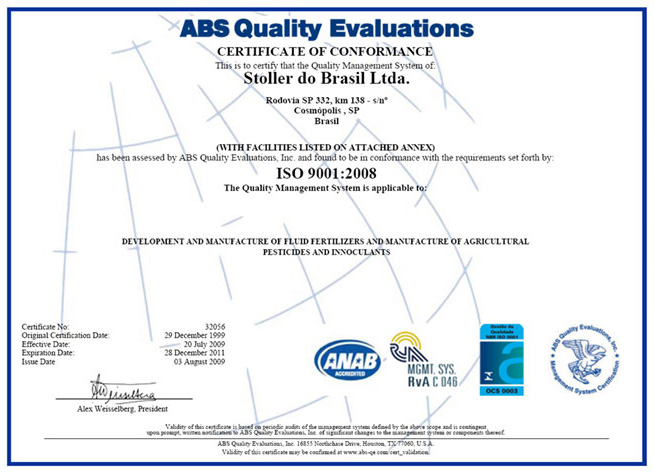 ABS Quality Evaluations
CERTIFICATE OF CONFORMANCE
This is to certify that the Quality Management System of:
Stoller do Brasil Ltda.
Rodovia SP 332, km 138 - s/nº
Cosmópolis , SP
Brasil
(WITH FACILITIES LISTED ON ATTACHED ANNEX)
has been assessed by ABS Quality Evaluations, Inc. and found to be in conformance with the requirements set forth by:
ISO 9001:2008
The Quality Management System is applicable to:
DEVELOPMENT AND MANUFACTURE OF FLUID FERTILIZERS AND MANUFACTURE OF AGRICULTURAL
PESTICIDES AND INNOCULANTS
Certificate No: 32056
Original Certification Date: 29 December 1999
Effective Date: 20 July 2009
Expiration Date: 28 December 2011
Issue Date 03 August 2009
Alex Weisselberg, President
ANAB
ACCREDITED
RVA
MGMT. SYS.
RvA C 046
Gestão da
Qualidade
NBR ISO 9001
OCS 0003
ABS Quality Evaluations, Inc.
Management System Certification
Validity of this certificate is based on periodic audits of the management system defined by the above scope and is contingent
upon prompt, written notification to ABS Quality Evaluations, Inc. of significant changes to the management system or components thereof.
ABS Quality Evaluations, Inc. 16855 Northchase Drive, Houston, TX 77060, U.S.A.
Validity of this certificate may be confirmed at www.abs-qe.com/cert_validation.